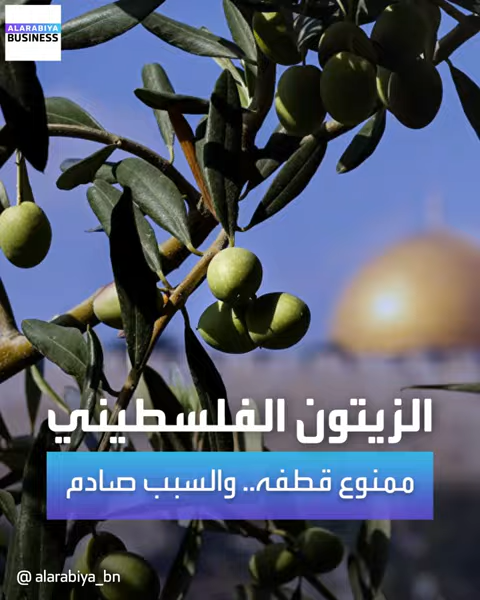 ALARABIYA
BUSINESS
الزيتون الفلسطيني
ممنوع قطفه.. والسبب صادم
@alarabiya_bn